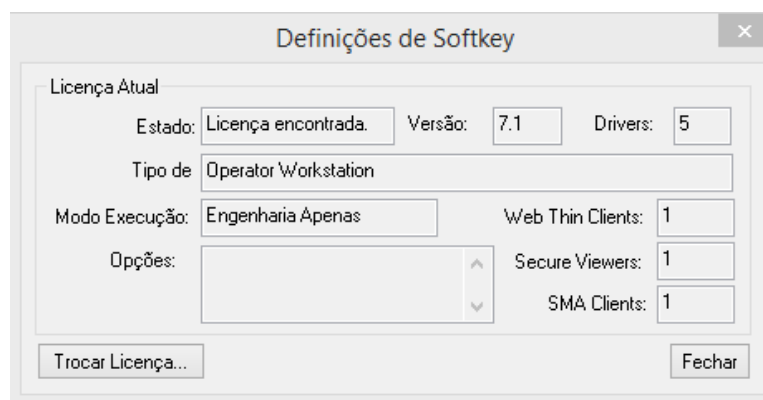 Definições de Softkey
Licença Atual
Estado: Licença encontrada. Versão: 7.1 Drivers: 5
Tipo de Operator Workstation
Modo Execução: Engenharia Apenas Web Thin Clients: 1
Opções: Secure Viewers: 1
SMA Clients: 1
Trocar Licença... Fechar